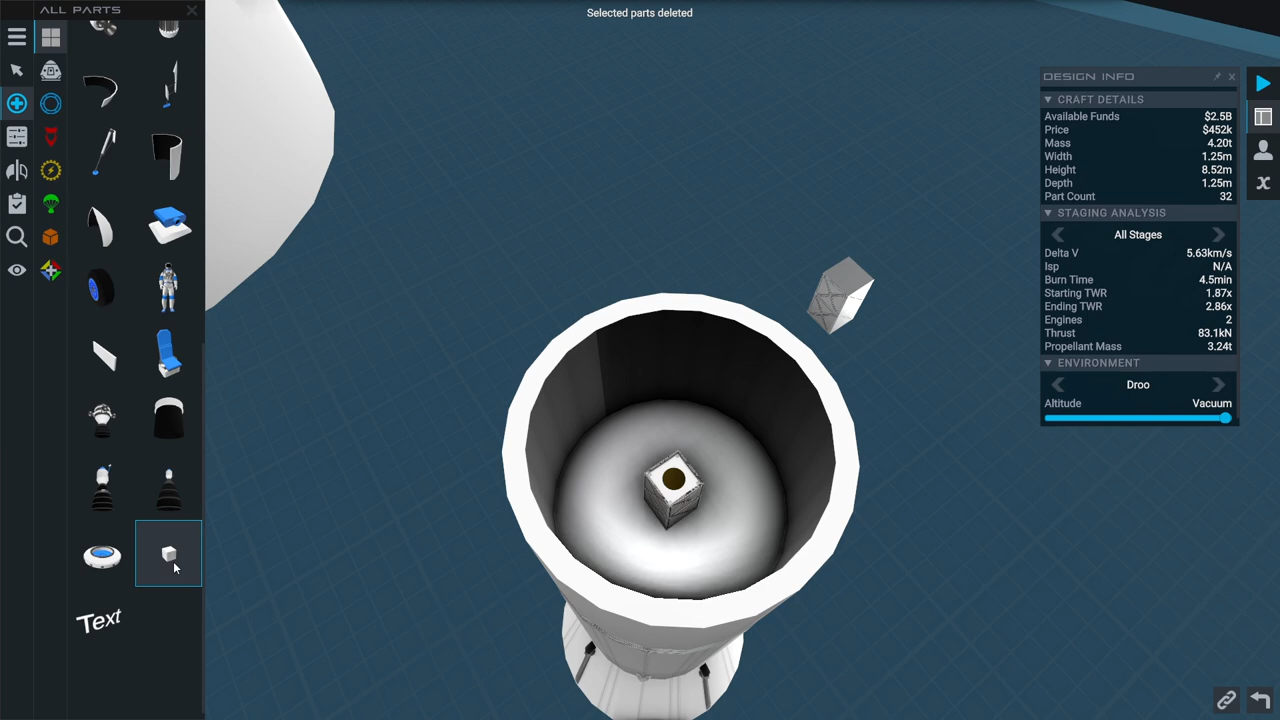 ALL PARTS
Selected parts deleted
DESIGN INFO
CRAFT DETAILS
Available Funds $2.5B
Price $452k
Mass 4.20t
Width 1.25m
Height 8.52m
Depth 1.25m
Part Count 32
STAGING ANALYSIS
All Stages
Delta V 5.63km/s
Isp N/A
Burn Time 4.5min
Starting TWR 1.87x
Ending TWR 2.86x
Engines 2
Thrust 83.1kN
Propellant Mass 3.24t
ENVIRONMENT
Droo
Altitude Vacuum
Text